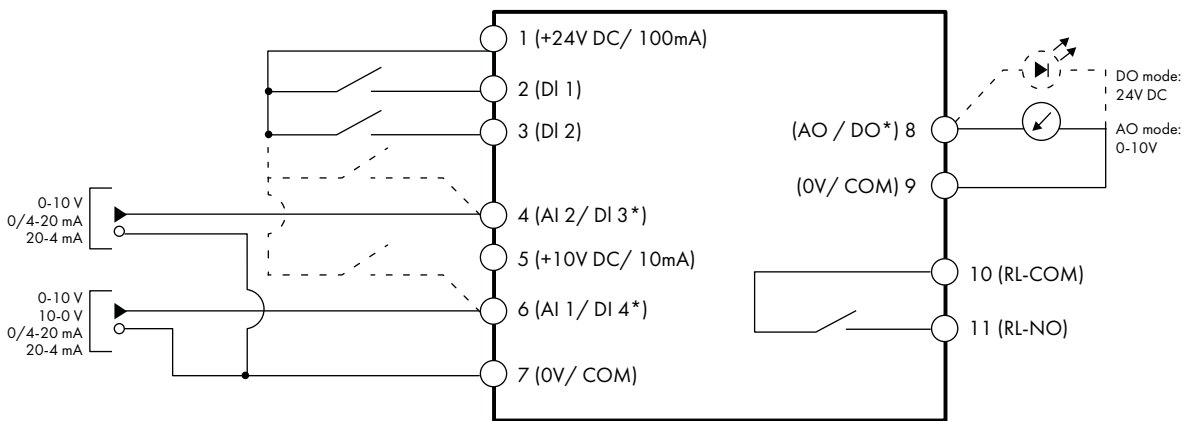 1 (+24V DC/ 100mA)
2 (DI 1)
3 (DI 2)
4 (AI 2/ DI 3*)
5 (+10V DC/ 10mA)
6 (AI 1/ DI 4*)
7 (0V/ COM)
0-10 V
0/4-20 mA
20-4 mA
0-10 V
10-0 V
0/4-20 mA
20-4 mA
(AO / DO*) 8
(0V/ COM) 9
10 (RL-COM)
11 (RL-NO)
DO mode:
24V DC
AO mode:
0-10V